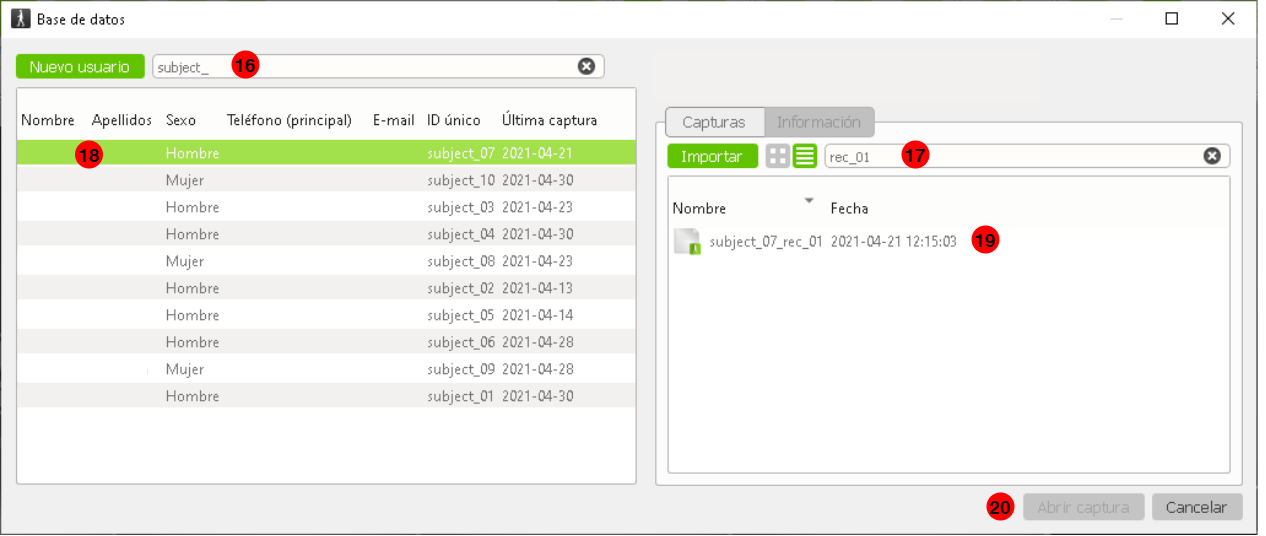 Base de datos
Nuevo usuario subject_ 16
Nombre Apellidos Sexo Teléfono (principal) E-mail ID único Última captura
18 Hombre subject_07 2021-04-21
Mujer subject_10 2021-04-30
Hombre subject_03 2021-04-23
Hombre subject_04 2021-04-30
Mujer subject_08 2021-04-23
Hombre subject_02 2021-04-13
Hombre subject_05 2021-04-14
Hombre subject_06 2021-04-28
Mujer subject_09 2021-04-28
Hombre subject_01 2021-04-30
Capturas Información
Importar rec_01 17
Nombre Fecha
subject_07_rec_01 2021-04-21 12:15:03 19
20 Abrir captura Cancelar